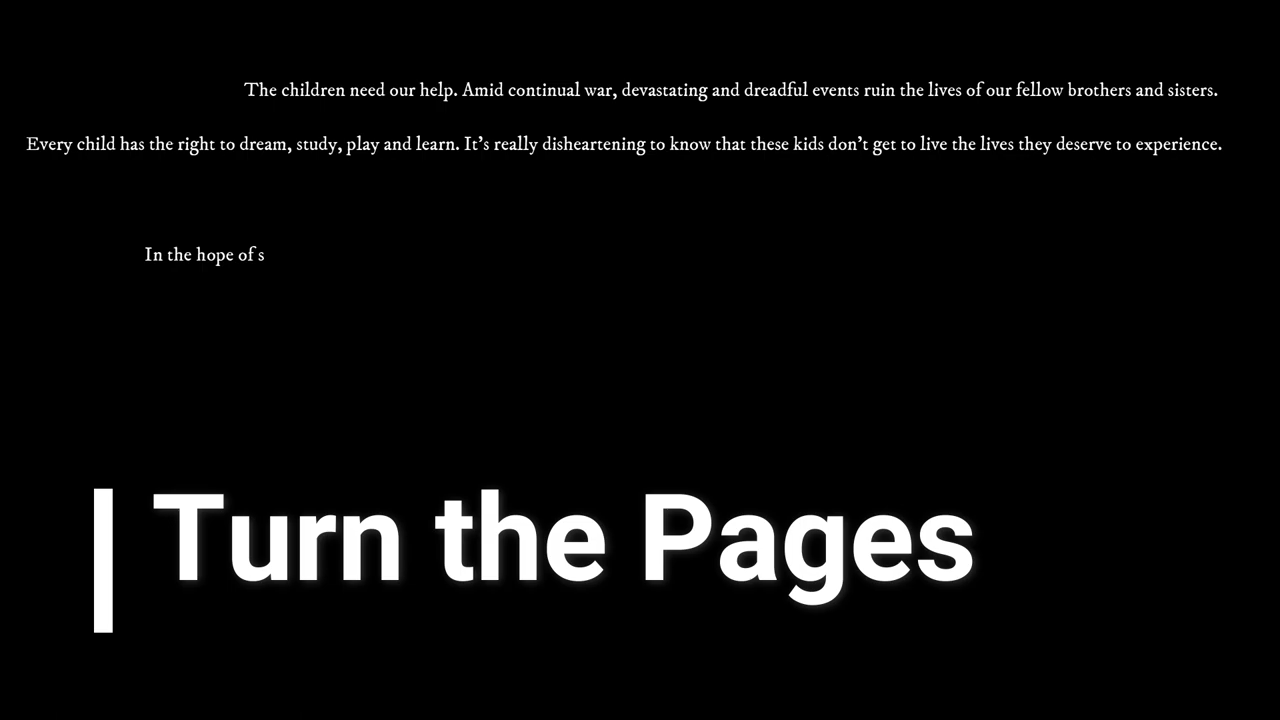 The children need our help. Amid continual war, devastating and dreadful events ruin the lives of our fellow brothers and sisters.
Every child has the right to dream, study, play and learn. It's really disheartening to know that these kids don't get to live the lives they deserve to experience.
In the hope of s
Turn the Pages